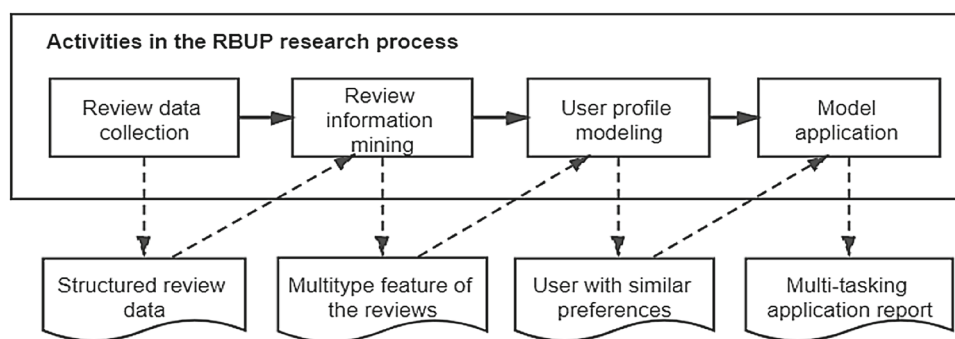 Activities in the RBUP research process
Review data
collection
Review
information
mining
User profile
modeling
Model
application
Structured review
data
Multitype feature of
the reviews
User with similar
preferences
Multi-tasking
application report